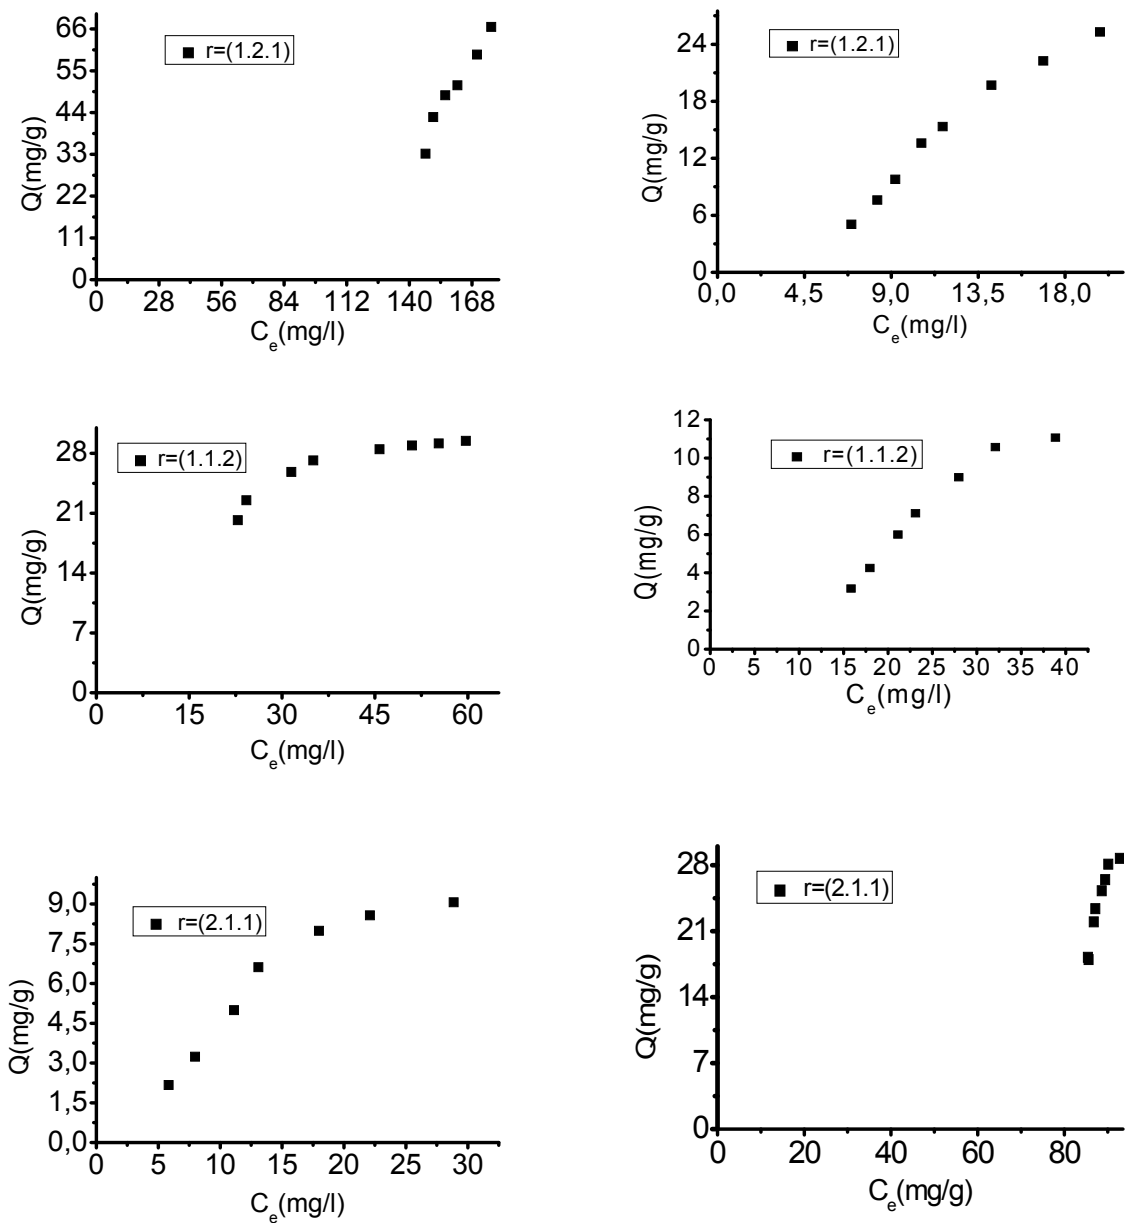 r=(1.2.1)
Q(mg/g)
66
55
44
33
22
11
0
0 28 56 84 112 140 168
Ce(mg/l)
r=(1.2.1)
Q(mg/g)
24
18
12
6
0
0,0 4,5 9,0 13,5 18,0
Ce(mg/l)
r=(1.1.2)
Q(mg/g)
28
21
14
7
0
0 15 30 45 60
Ce(mg/l)
r=(1.1.2)
Q(mg/g)
12
10
8
6
4
2
0
0 5 10 15 20 25 30 35 40
Ce(mg/l)
r=(2.1.1)
Q(mg/g)
9,0
7,5
6,0
4,5
3,0
1,5
0,0
0 5 10 15 20 25 30
Ce(mg/l)
r=(2.1.1)
Q(mg/g)
28
21
14
7
0
0 20 40 60 80
Ce(mg/g)